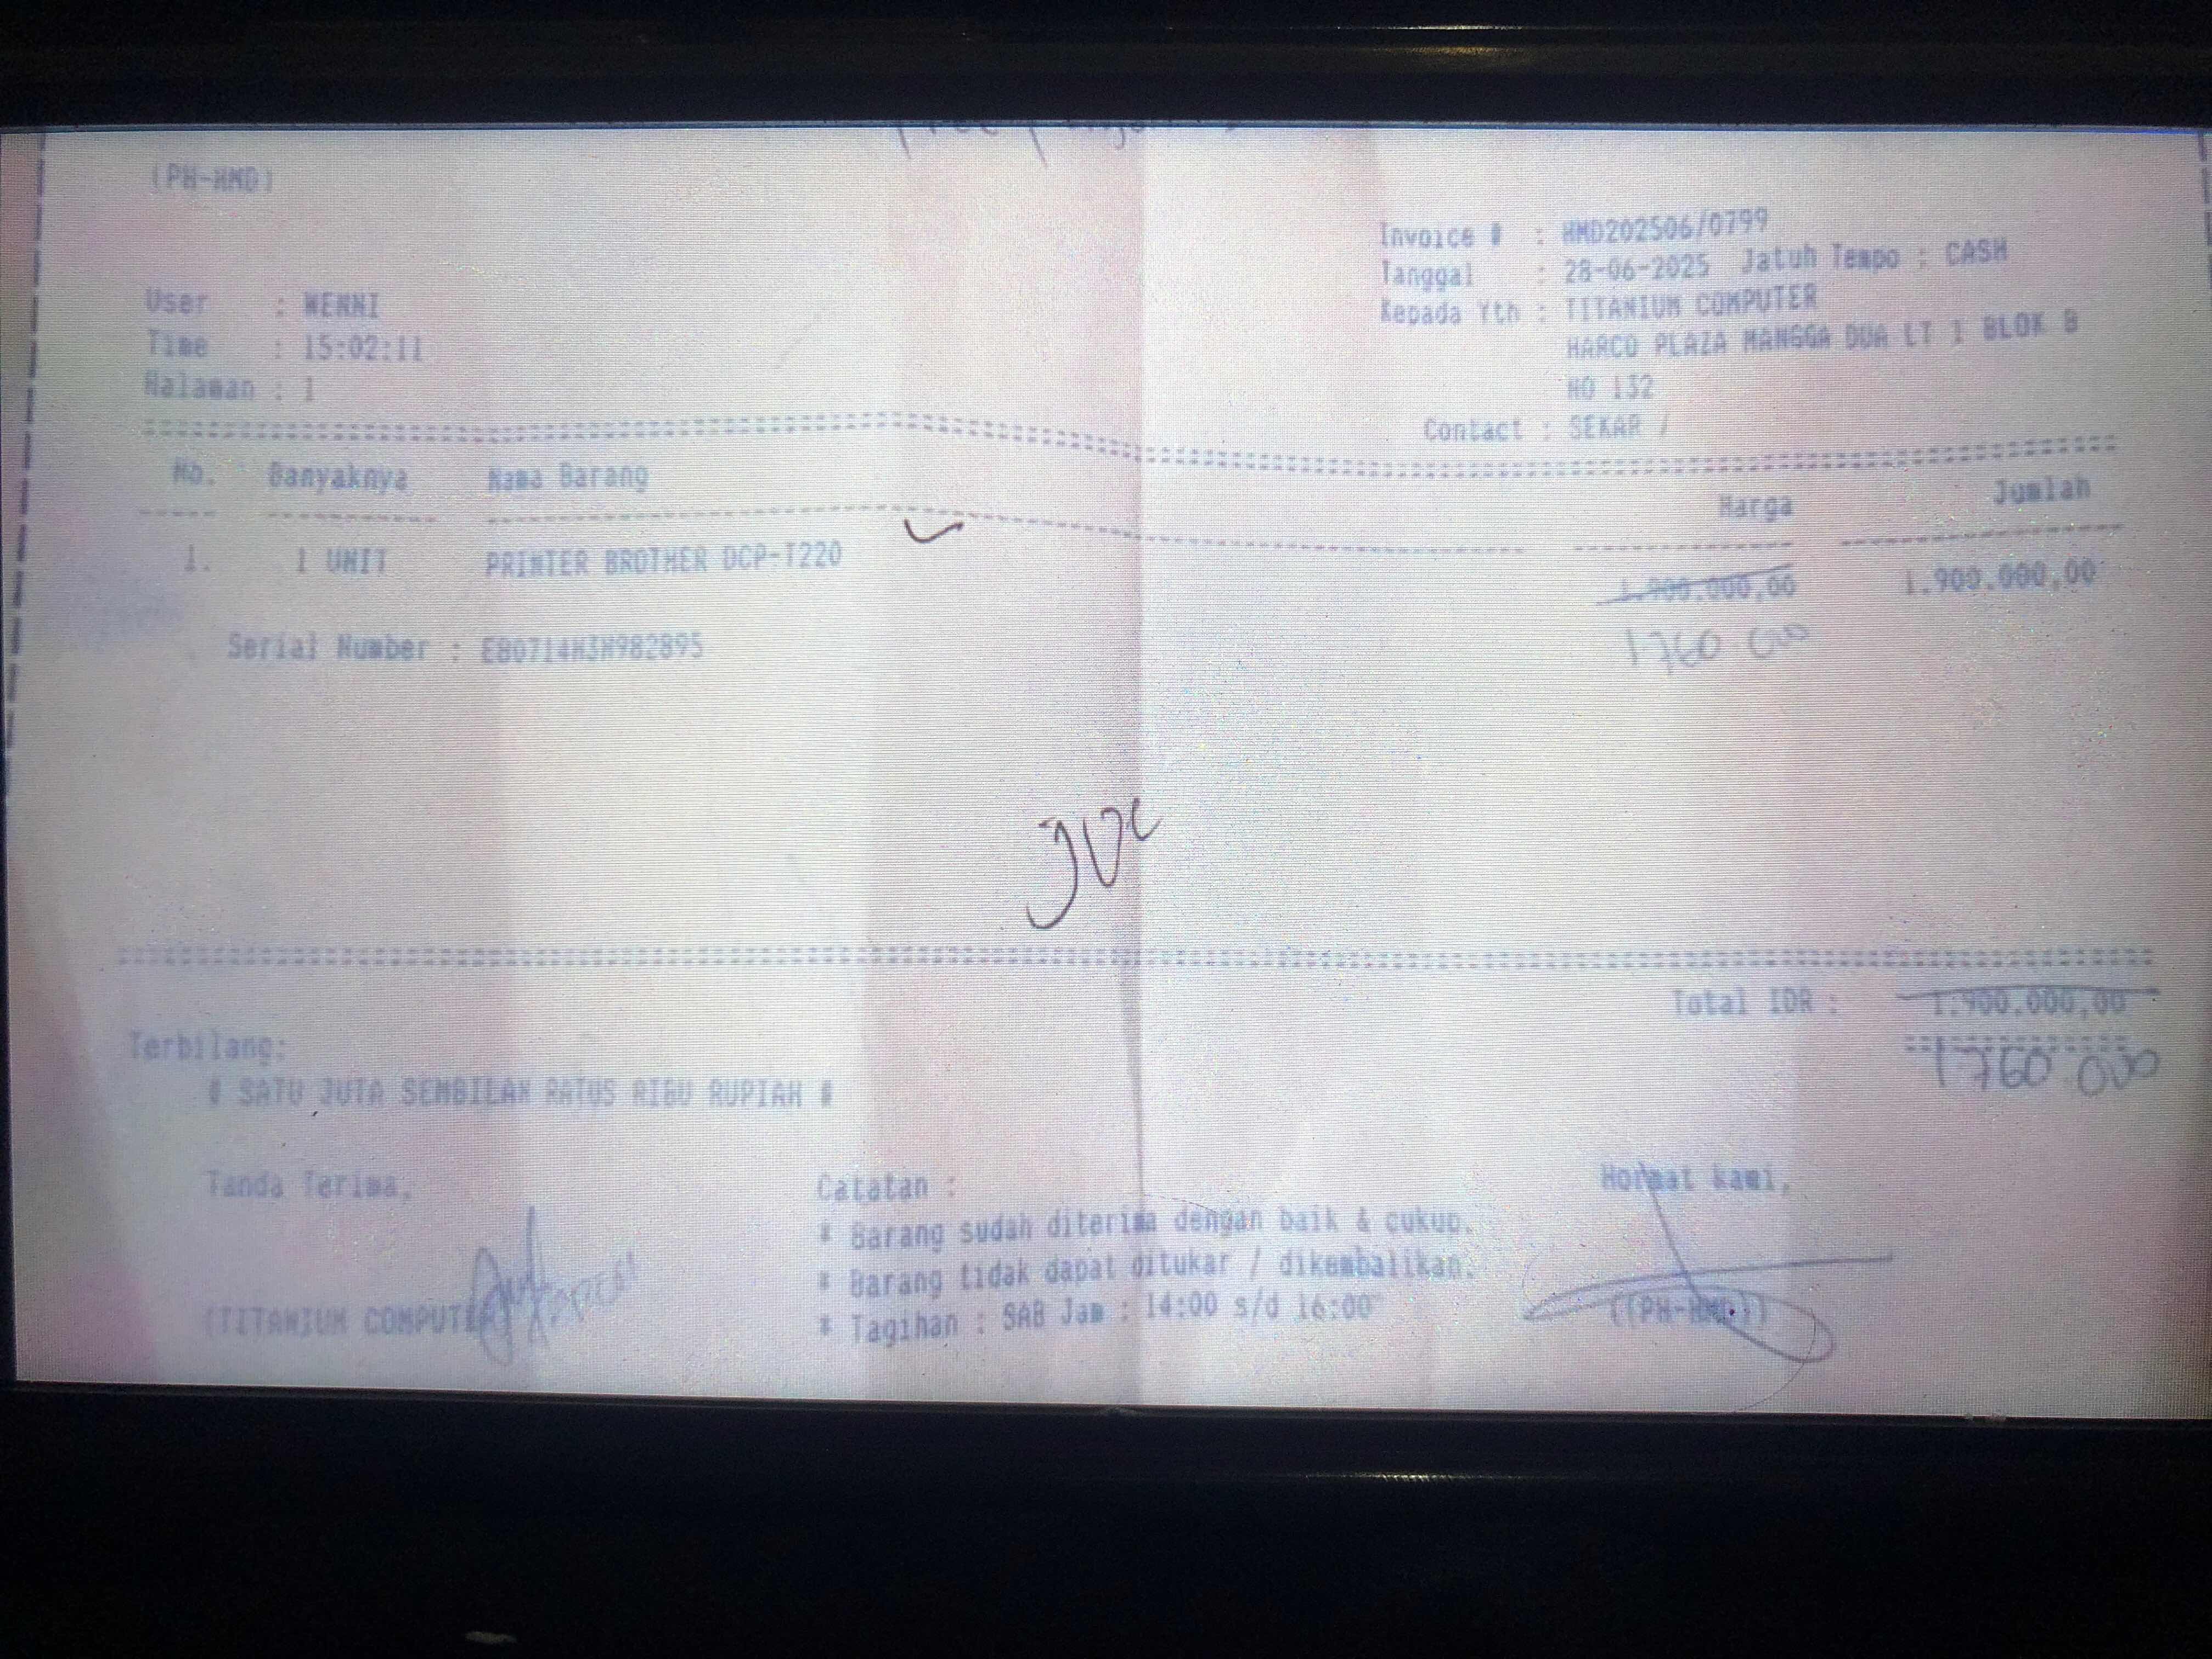 (PH-HMD)
Invoice # : HMD202506/0799
Tanggal : 28-06-2025 Jatuh Tempo : CASH
Kepada Yth : TITANIUM COMPUTER
HARCO PLAZA MANGGA DUA LT 1 BLOK B
NO 132
Contact : SEKAR /
User : WENNI
Time : 15:02:11
Halaman : 1
No. Banyaknya Nama Barang Harga Jumlah
1. 1 UNIT PRINTER BROTHER DCP-T220 1.900.000,00 1.900.000,00
1760 000
Serial Number : E80714H3H982895
Total IDR : 1.900.000,00
1760 000
Terbilang:
# SATU JUTA SEMBILAN RATUS RIBU RUPIAH #
Tanda Terima,
(TITANIUM COMPUTER
Catatan :
* Barang sudah diterima dengan baik & cukup.
* Barang tidak dapat ditukar / dikembalikan.
* Tagihan : SAB Jam : 14:00 s/d 16:00
Hormat kami,
((PH-HMD))